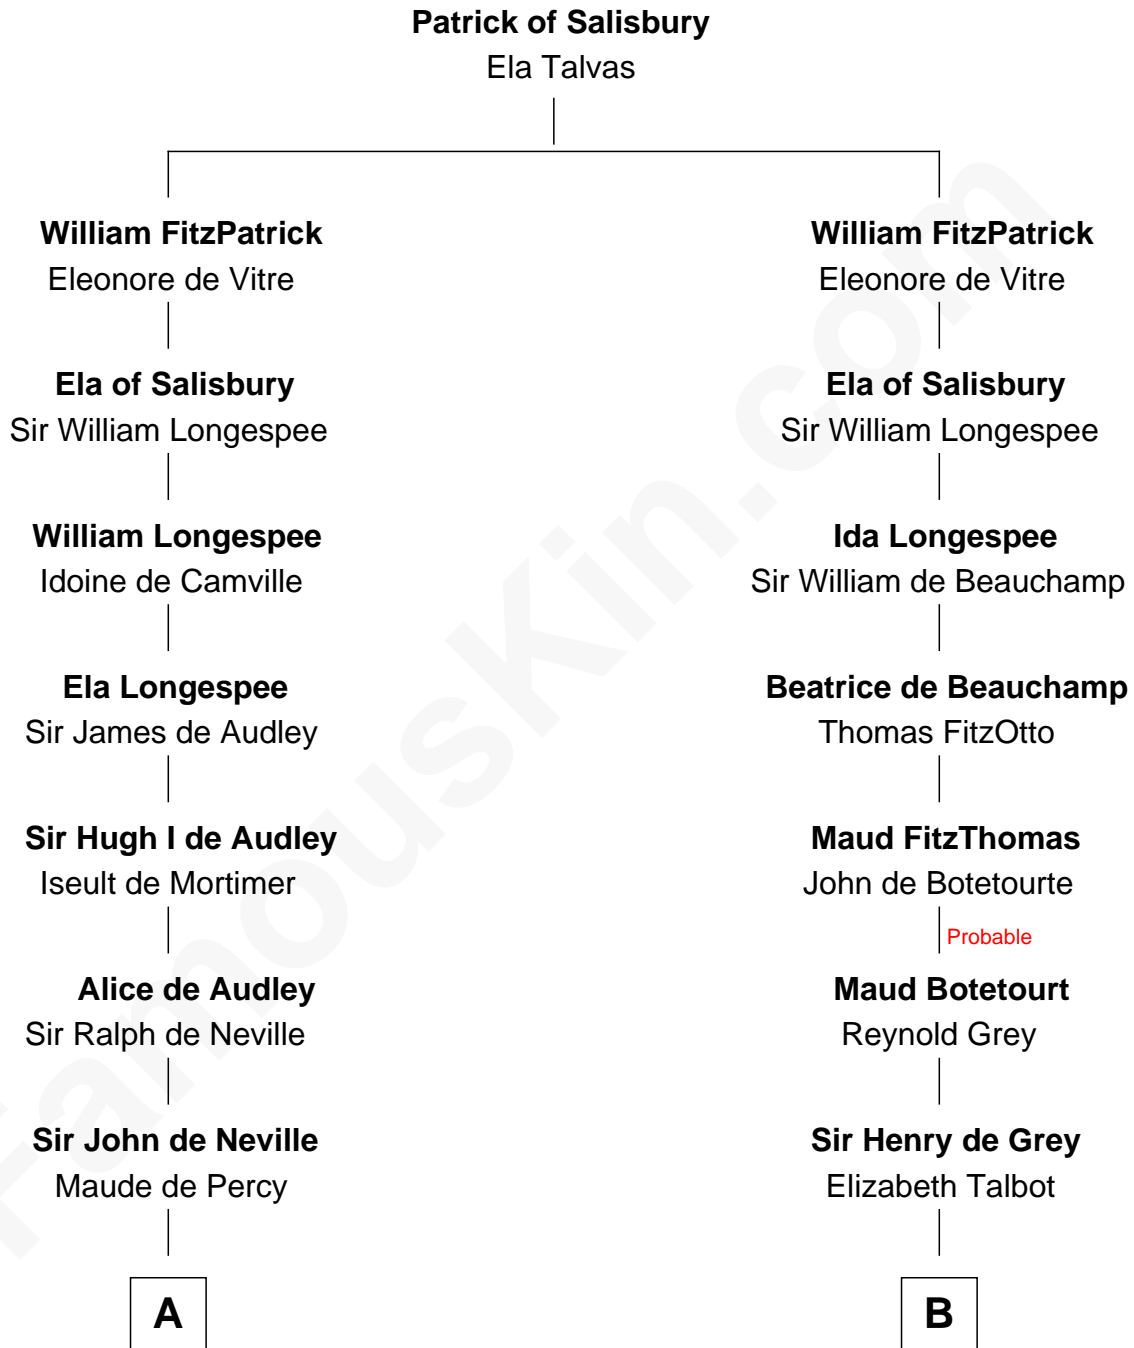 Patrick of Salisbury
Ela Talvas
William FitzPatrick
Eleonore de Vitre
William FitzPatrick
Eleonore de Vitre
Ela of Salisbury
Sir William Longespee
Ela of Salisbury
Sir William Longespee
William Longespee
Idoine de Camville
Ida Longespee
Sir William de Beauchamp
Ela Longespee
Sir James de Audley
Beatrice de Beauchamp
Thomas FitzOtto
Sir Hugh I de Audley
Iseult de Mortimer
Maud FitzThomas
John de Botetourte
Probable
Alice de Audley
Sir Ralph de Neville
Maud Botetourt
Reynold Grey
Sir John de Neville
Maude de Percy
Sir Henry de Grey
Elizabeth Talbot
A
B
FamousKin.com